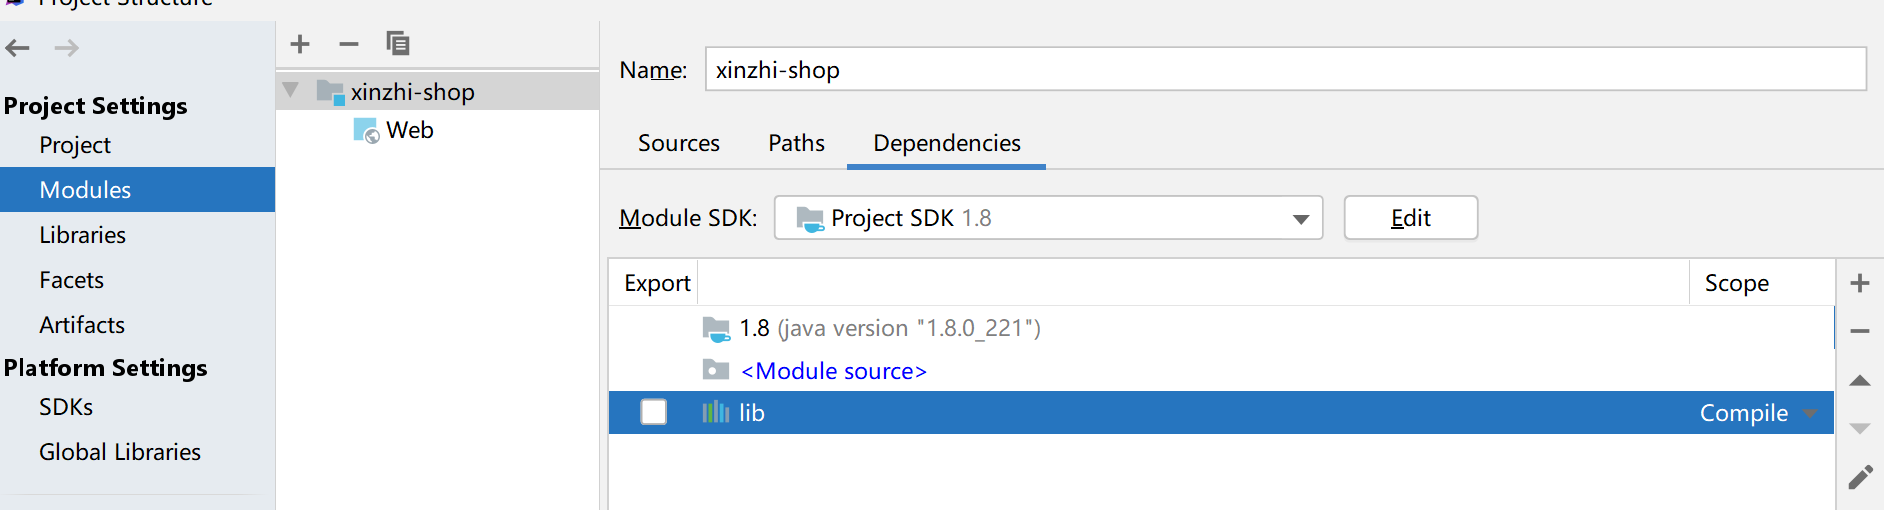 Project Structure
Project Settings
Project
Modules
Libraries
Facets
Artifacts
Platform Settings
SDKs
Global Libraries
xinzhi-shop
Web
Name: xinzhi-shop
Sources Paths Dependencies
Module SDK: Project SDK 1.8 Edit
Export Scope
1.8 (java version "1.8.0_221")
<Module source>
lib Compile